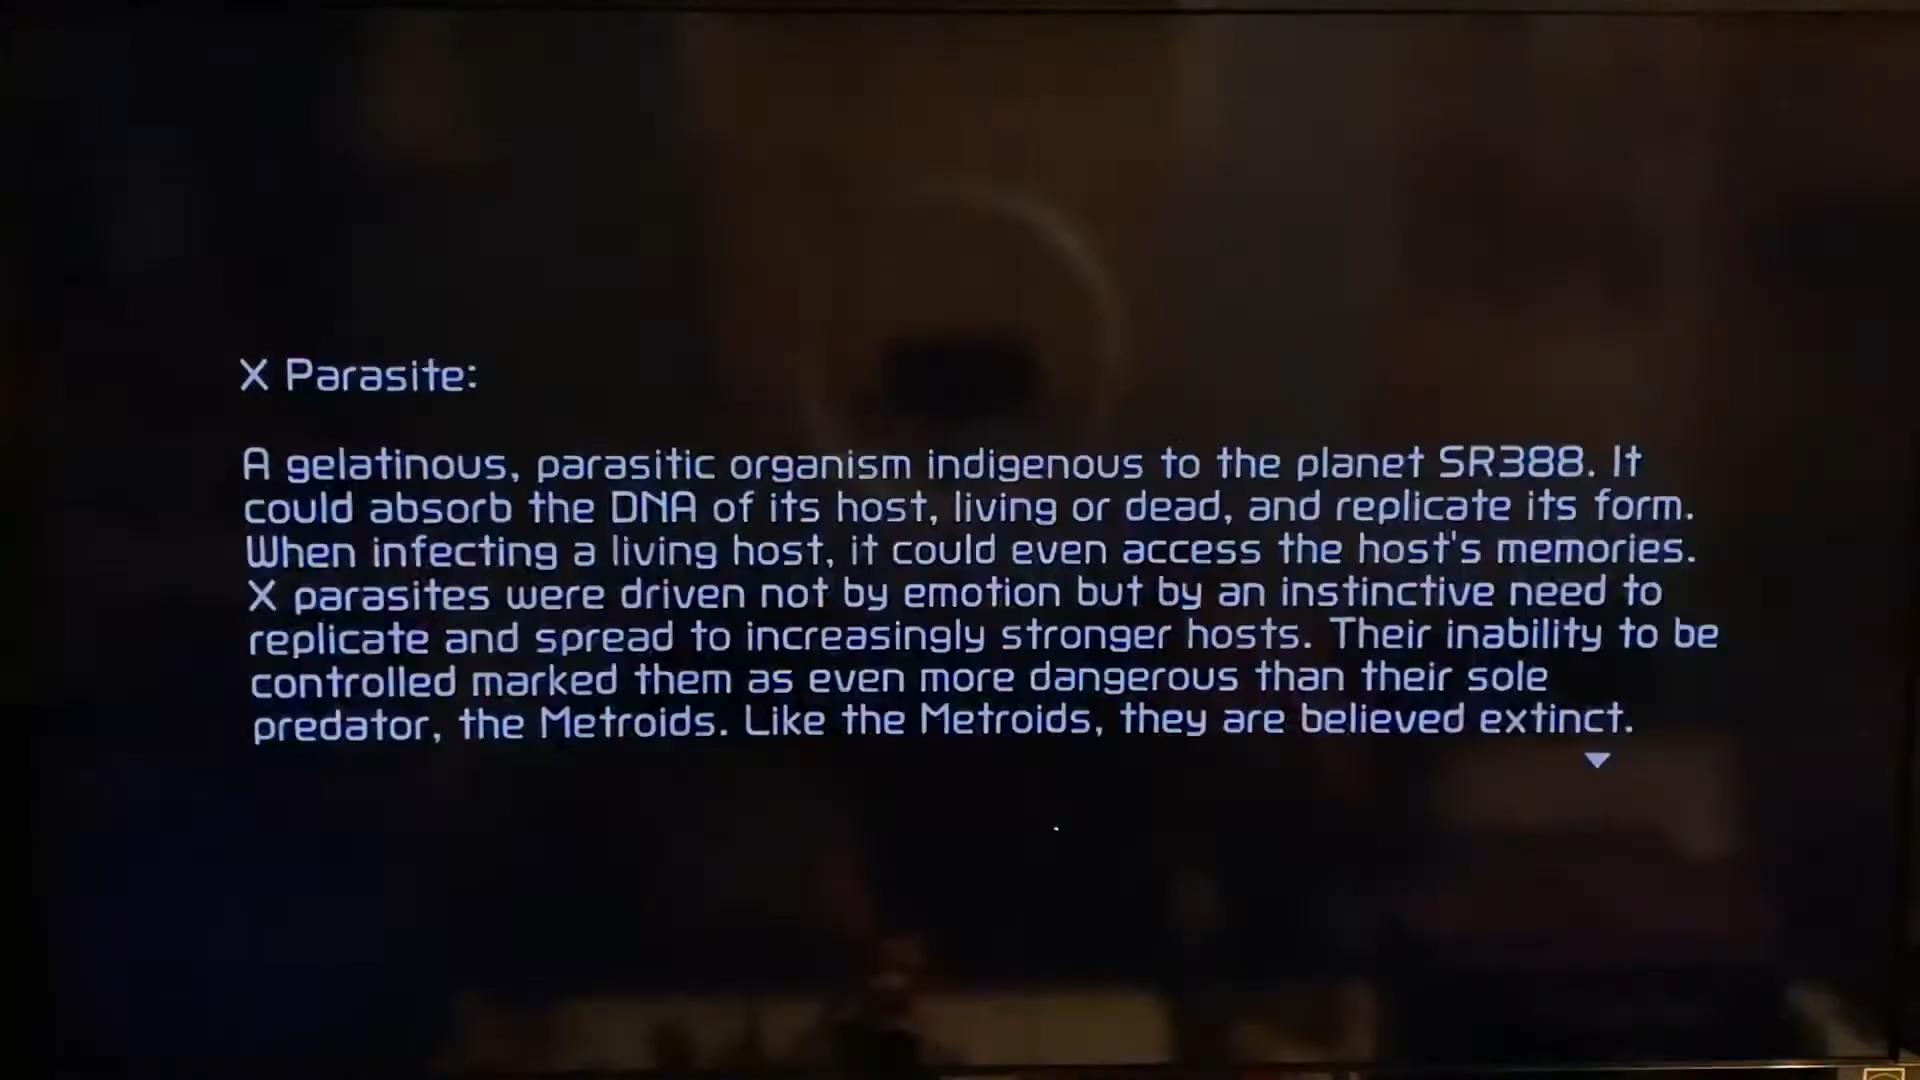 X Parasite:
A gelatinous, parasitic organism indigenous to the planet SR388. It
could absorb the DNA of its host, living or dead, and replicate its form.
When infecting a living host, it could even access the host's memories.
X parasites were driven not by emotion but by an instinctive need to
replicate and spread to increasingly stronger hosts. Their inability to be
controlled marked them as even more dangerous than their sole
predator, the Metroids. Like the Metroids, they are believed extinct.